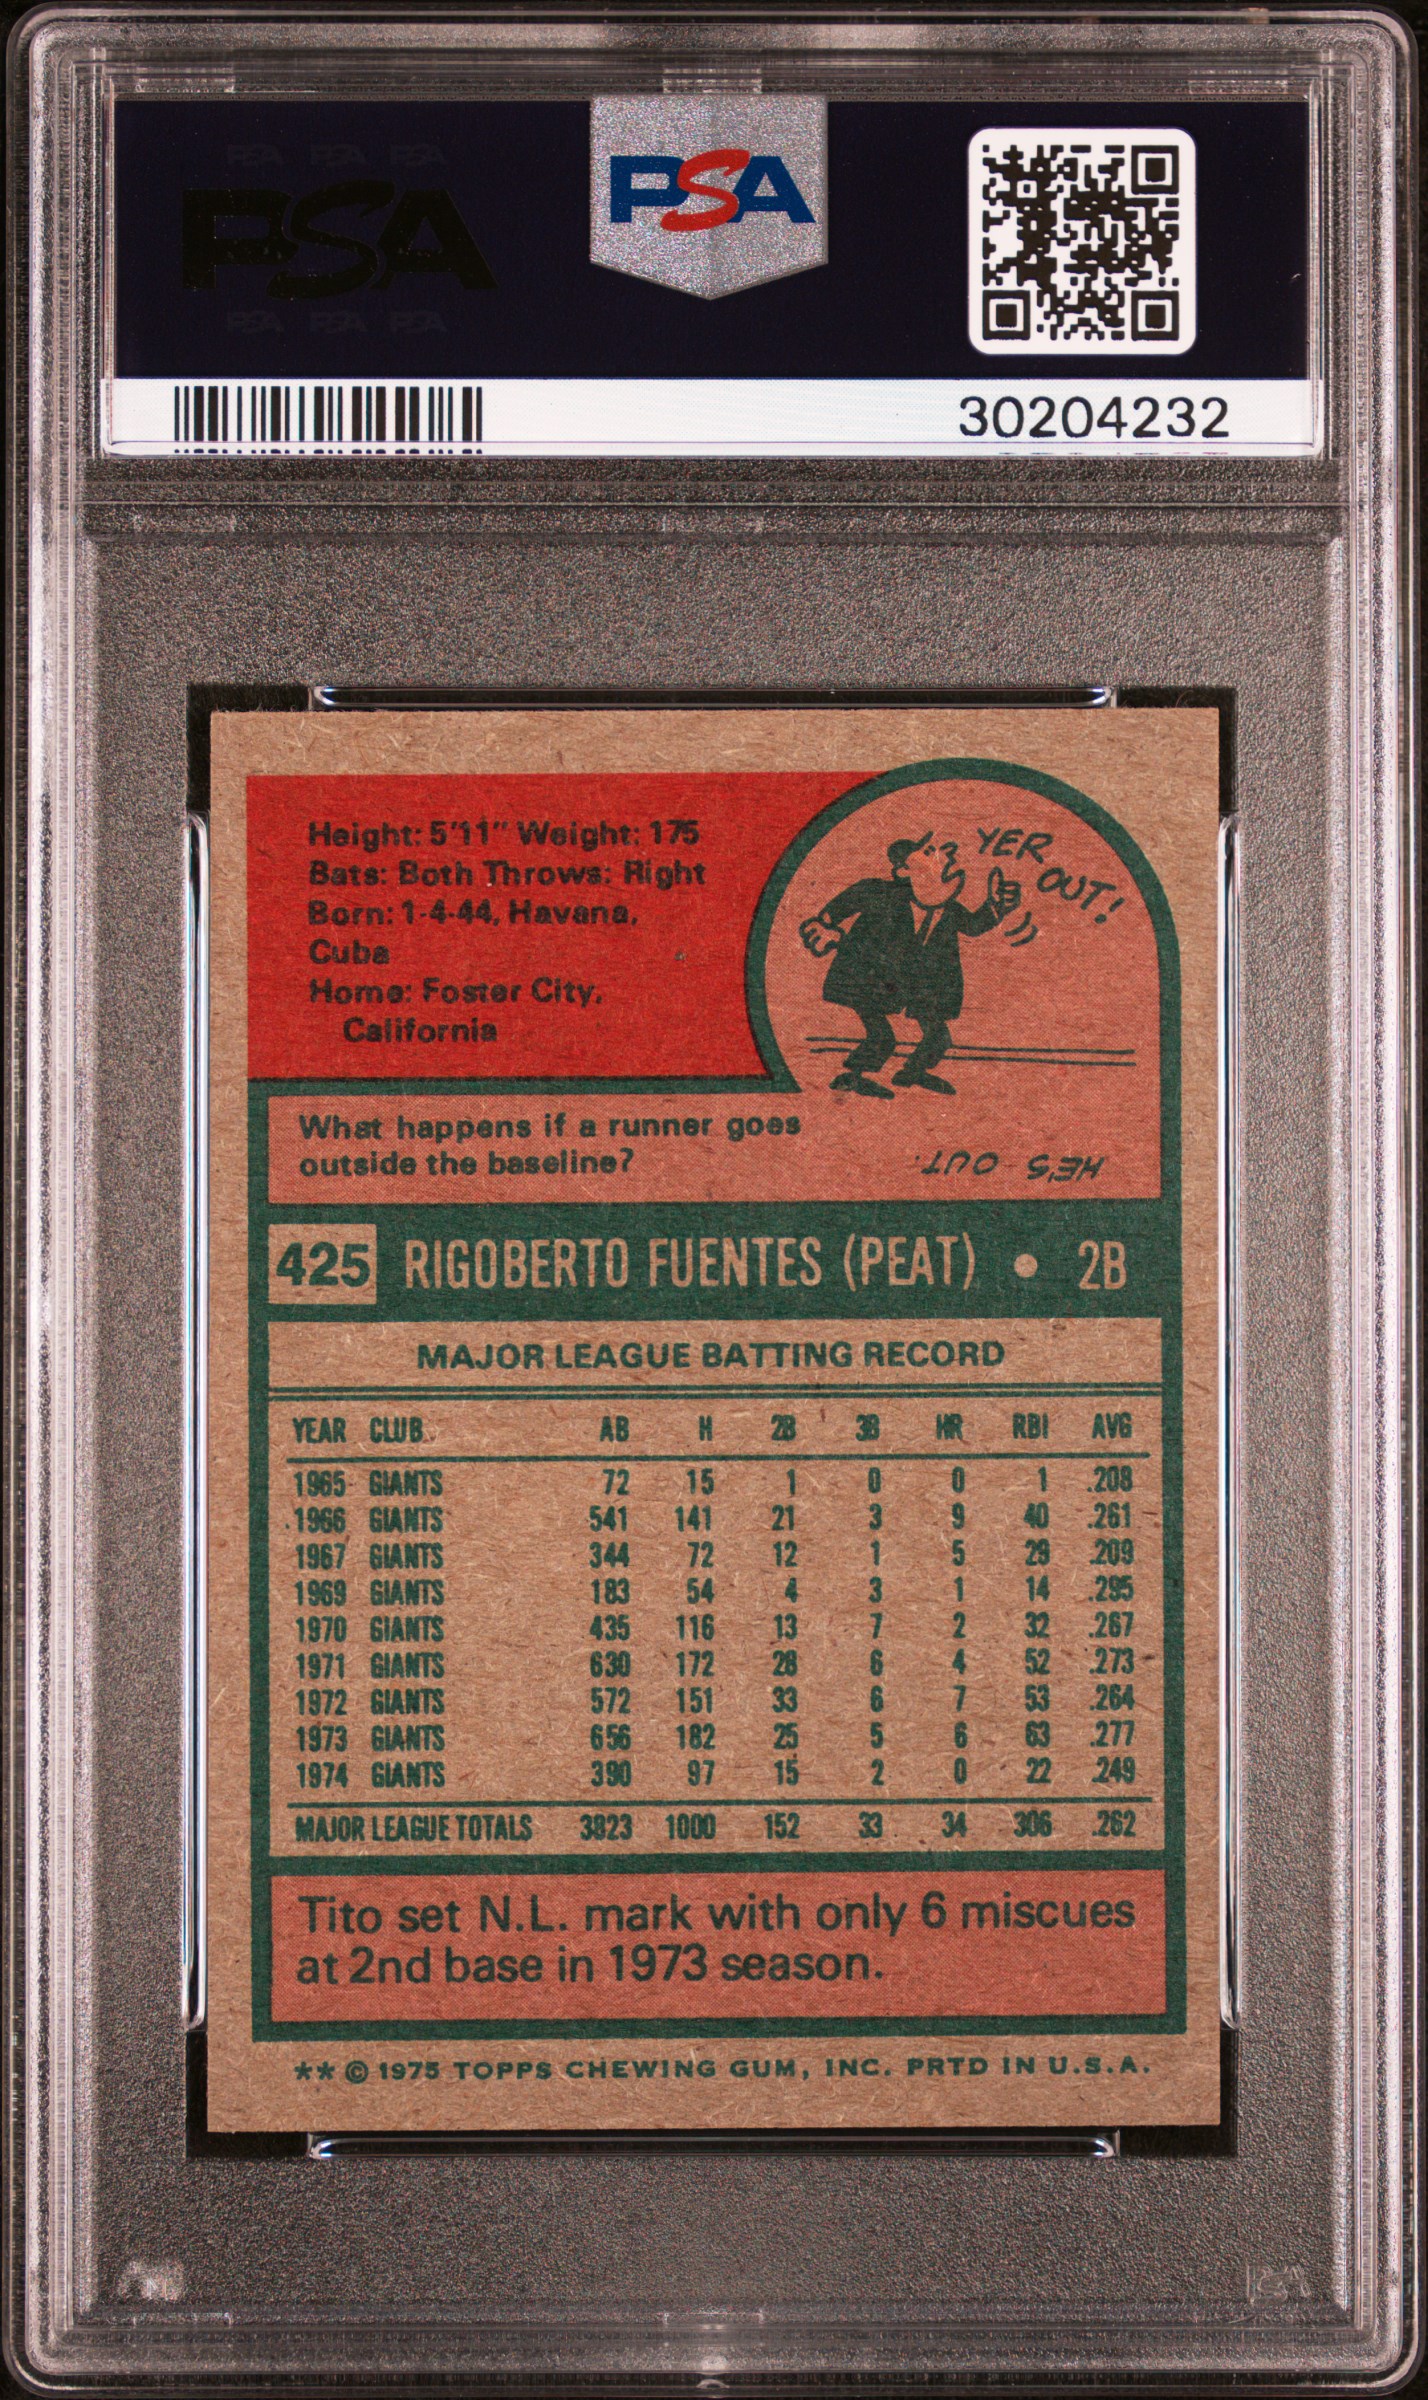 PSA PSA PSA
PSA
PSA PSA PSA
PSA
30204232
Height: 5'11" Weight: 175
Bats: Both Throws: Right
Born: 1-4-44, Havana,
Cuba
Home: Foster City,
California
YER
OUT!
What happens if a runner goes
outside the baseline?
HE'S OUT.
425 RIGOBERTO FUENTES (PEAT) • 2B
MAJOR LEAGUE BATTING RECORD
YEAR CLUB AB H 2B 3B HR RBI AVG
1965 GIANTS 72 15 1 0 0 1 .208
1966 GIANTS 541 141 21 3 9 40 .261
1967 GIANTS 344 72 12 1 5 29 .209
1969 GIANTS 183 54 4 3 1 14 .295
1970 GIANTS 435 116 13 7 2 32 .267
1971 GIANTS 630 172 28 6 4 52 .273
1972 GIANTS 572 151 33 6 7 53 .264
1973 GIANTS 656 182 25 5 6 63 .277
1974 GIANTS 390 97 15 2 0 22 .249
MAJOR LEAGUE TOTALS 3823 1000 152 33 34 306 .262
Tito set N.L. mark with only 6 miscues
at 2nd base in 1973 season.
** © 1975 TOPPS CHEWING GUM, INC. PRTD IN U.S.A.
PSA